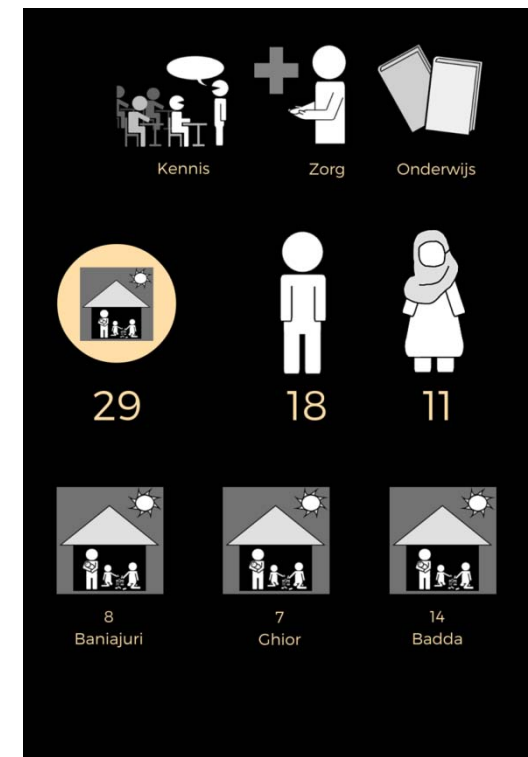 Kennis
Zorg
Onderwijs
29
18
11
8
Baniajuri
7
Ghior
14
Badda